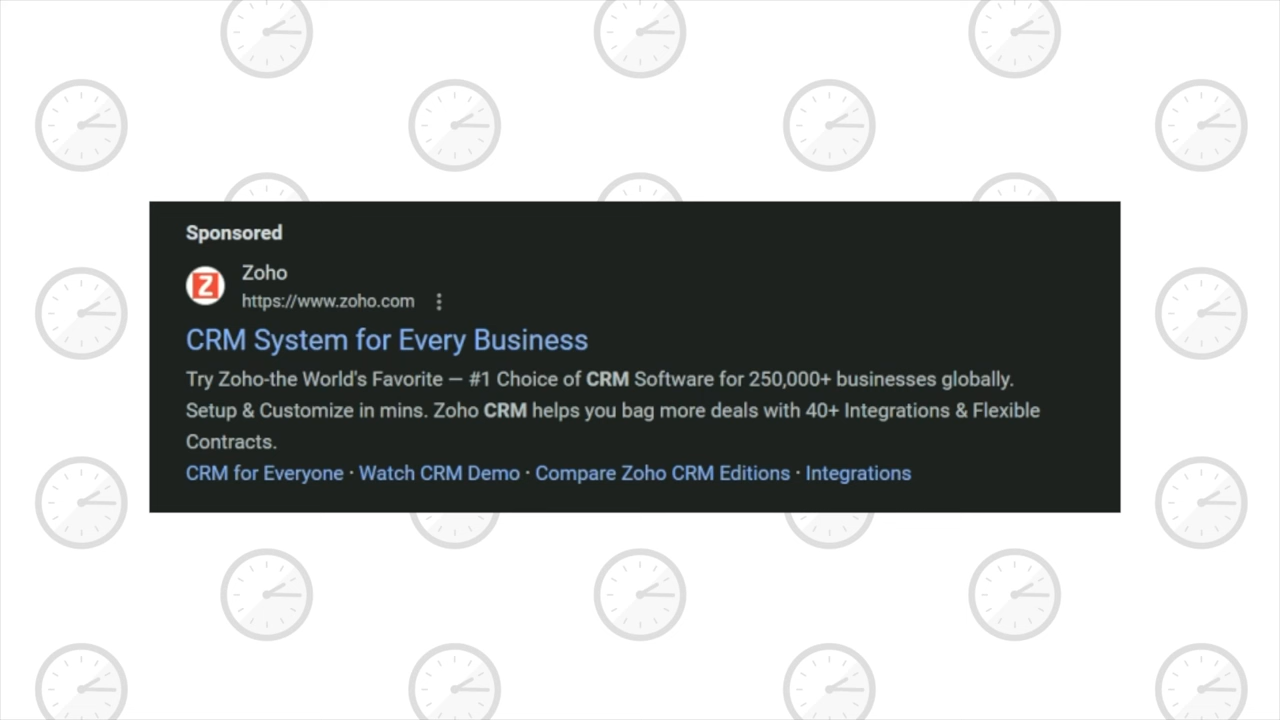 Sponsored
Z
Zoho
https://www.zoho.com
CRM System for Every Business
Try Zoho-the World's Favorite — #1 Choice of CRM Software for 250,000+ businesses globally.
Setup & Customize in mins. Zoho CRM helps you bag more deals with 40+ Integrations & Flexible
Contracts.
CRM for Everyone · Watch CRM Demo · Compare Zoho CRM Editions · Integrations